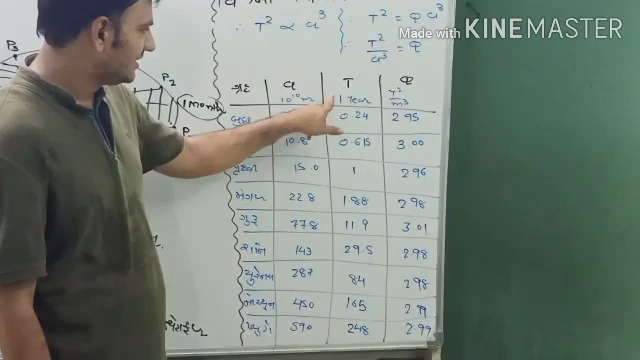 Made with KINEMASTER
∴ T² ∝ a³
T² = Q a³
∴ T²/a³ = Q
P₃
P₂
1 month
P
ગ્રહ a T Q
10¹⁰ m 1 year y²/m³
બુધ 0.24 2.95
10.8 0.615 3.00
પૃથ્વી 15.0 1 2.96
મંગળ 22.8 1.88 2.98
ગુરુ 77.8 11.9 3.01
શનિ 143 29.5 2.98
યુરેનસ 287 84 2.98
નેપ્ચ્યુન 450 165 2.99
પ્લુટો 590 248 2.99